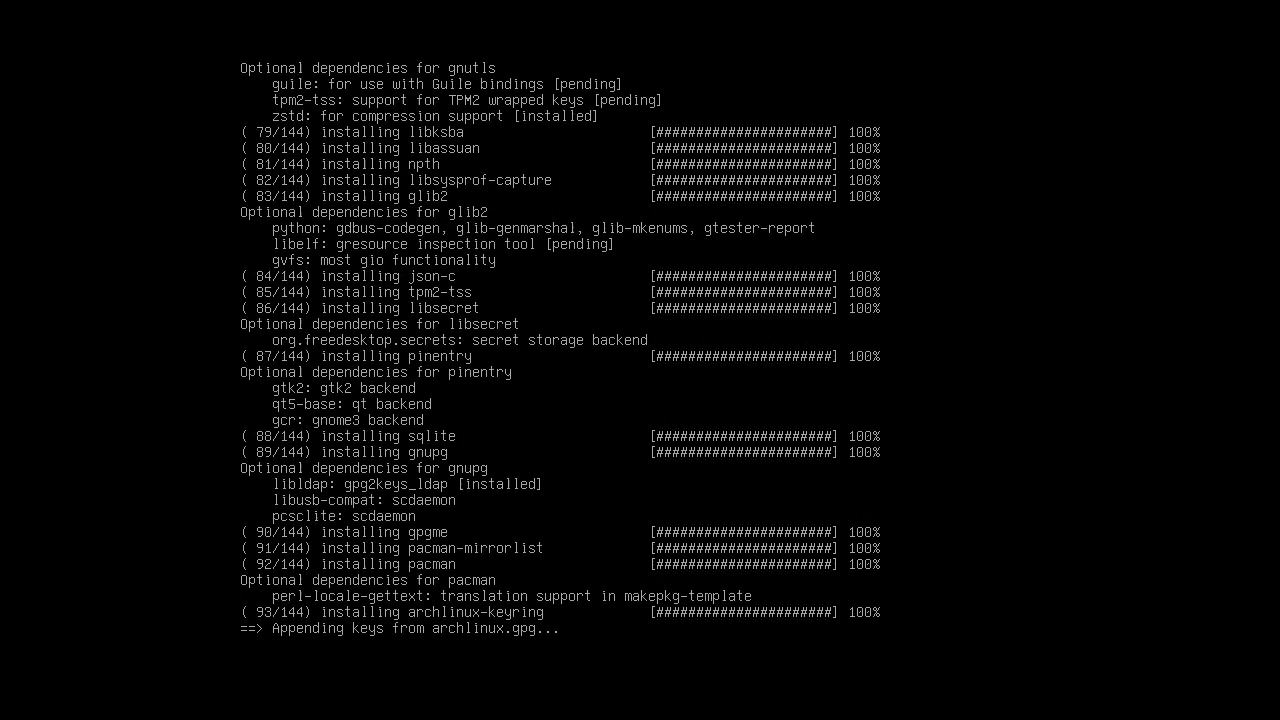 Optional dependencies for gnutls
    guile: for use with Guile bindings [pending]
    tpm2-tss: support for TPM2 wrapped keys [pending]
    zstd: for compression support [installed]
( 79/144) installing libksba                       [######################] 100%
( 80/144) installing libassuan                     [######################] 100%
( 81/144) installing npth                          [######################] 100%
( 82/144) installing libsysprof-capture            [######################] 100%
( 83/144) installing glib2                         [######################] 100%
Optional dependencies for glib2
    python: gdbus-codegen, glib-genmarshal, glib-mkenums, gtester-report
    libelf: gresource inspection tool [pending]
    gvfs: most gio functionality
( 84/144) installing json-c                        [######################] 100%
( 85/144) installing tpm2-tss                      [######################] 100%
( 86/144) installing libsecret                     [######################] 100%
Optional dependencies for libsecret
    org.freedesktop.secrets: secret storage backend
( 87/144) installing pinentry                      [######################] 100%
Optional dependencies for pinentry
    gtk2: gtk2 backend
    qt5-base: qt backend
    gcr: gnome3 backend
( 88/144) installing sqlite                        [######################] 100%
( 89/144) installing gnupg                         [######################] 100%
Optional dependencies for gnupg
    libldap: gpg2keys_ldap [installed]
    libusb-compat: scdaemon
    pcsclite: scdaemon
( 90/144) installing gpgme                         [######################] 100%
( 91/144) installing pacman-mirrorlist             [######################] 100%
( 92/144) installing pacman                        [######################] 100%
Optional dependencies for pacman
    perl-locale-gettext: translation support in makepkg-template
( 93/144) installing archlinux-keyring             [######################] 100%
==> Appending keys from archlinux.gpg...